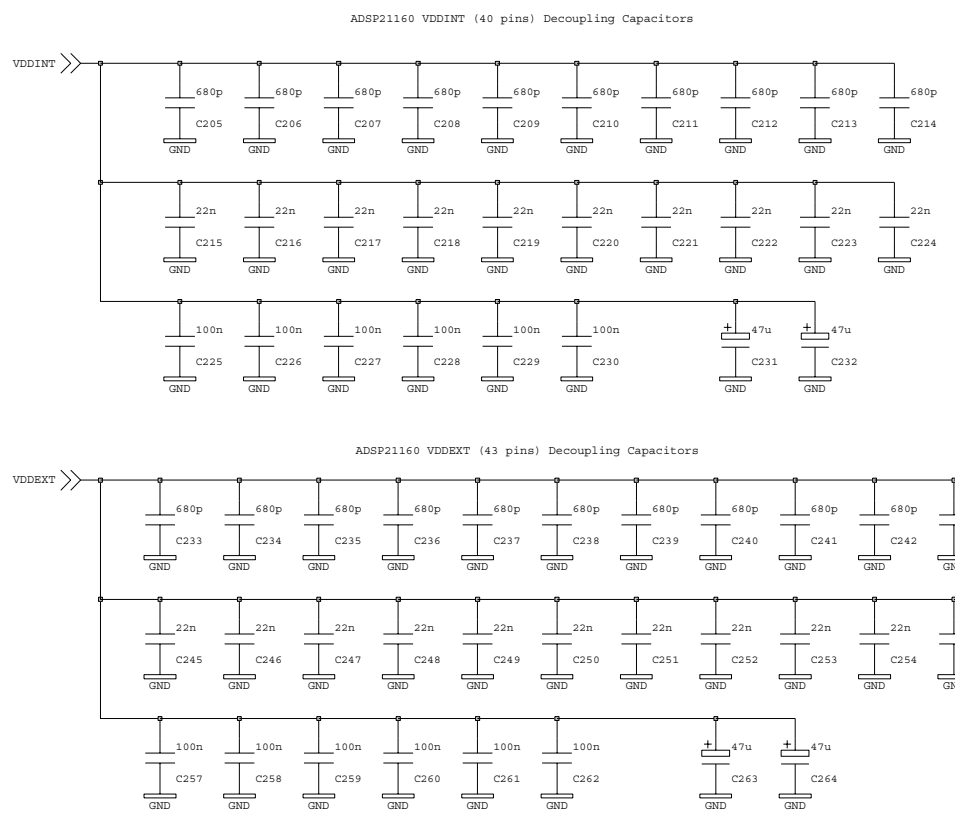 ADSP21160 VDDINT (40 pins) Decoupling Capacitors
VDDINT
680p 680p 680p 680p 680p 680p 680p 680p 680p 680p
C205 C206 C207 C208 C209 C210 C211 C212 C213 C214
GND GND GND GND GND GND GND GND GND GND
22n 22n 22n 22n 22n 22n 22n 22n 22n 22n
C215 C216 C217 C218 C219 C220 C221 C222 C223 C224
GND GND GND GND GND GND GND GND GND GND
100n 100n 100n 100n 100n 100n + 47u + 47u
C225 C226 C227 C228 C229 C230 C231 C232
GND GND GND GND GND GND GND GND
ADSP21160 VDDEXT (43 pins) Decoupling Capacitors
VDDEXT
680p 680p 680p 680p 680p 680p 680p 680p 680p 680p
C233 C234 C235 C236 C237 C238 C239 C240 C241 C242
GND GND GND GND GND GND GND GND GND GND
22n 22n 22n 22n 22n 22n 22n 22n 22n 22n
C245 C246 C247 C248 C249 C250 C251 C252 C253 C254
GND GND GND GND GND GND GND GND GND GND
100n 100n 100n 100n 100n 100n + 47u + 47u
C257 C258 C259 C260 C261 C262 C263 C264
GND GND GND GND GND GND GND GND